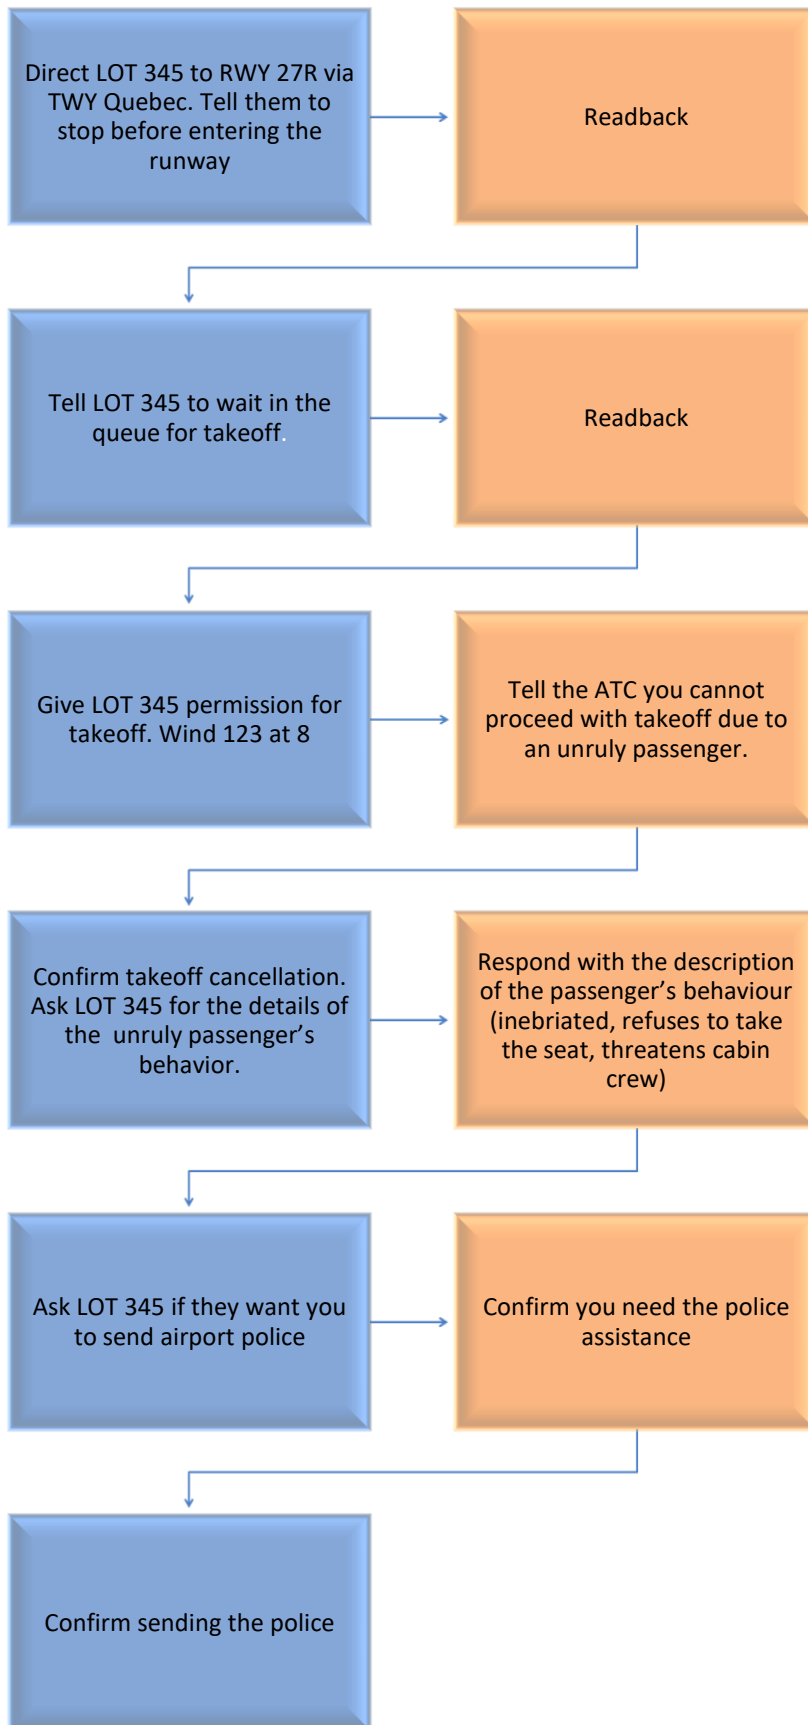 Direct LOT 345 to RWY 27R via
TWY Quebec. Tell them to
stop before entering the
runway
Readback
Tell LOT 345 to wait in the
queue for takeoff.
Readback
Give LOT 345 permission for
takeoff. Wind 123 at 8
Tell the ATC you cannot
proceed with takeoff due to
an unruly passenger.
Confirm takeoff cancellation.
Ask LOT 345 for the details of
the unruly passenger’s
behavior.
Respond with the description
of the passenger’s behaviour
(inebriated, refuses to take
the seat, threatens cabin
crew)
Ask LOT 345 if they want you
to send airport police
Confirm you need the police
assistance
Confirm sending the police